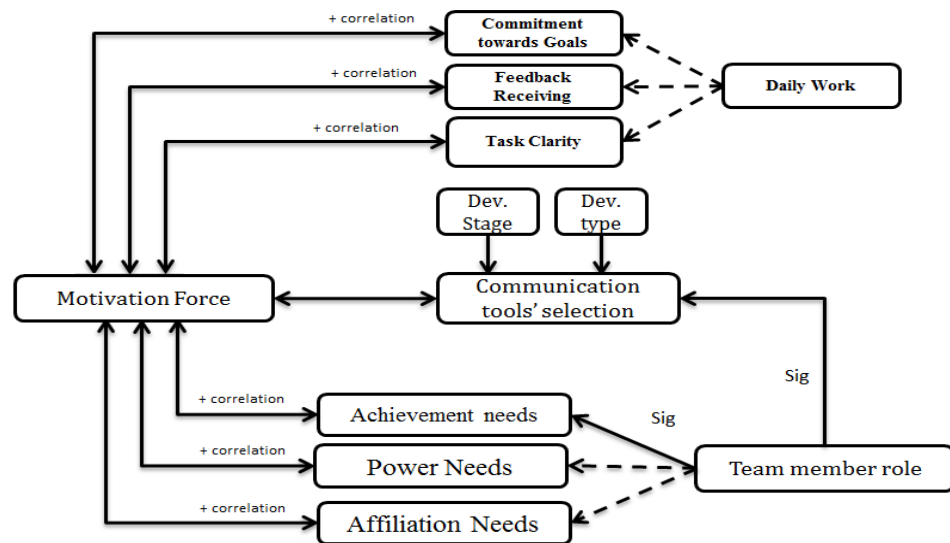 + correlation
Commitment
towards Goals
+ correlation
Feedback
Receiving
Daily Work
+ correlation
Task Clarity
Dev.
Stage
Dev.
type
Motivation Force
Communication
tools' selection
Sig
+ correlation
Achievement needs
Sig
+ correlation
Power Needs
Team member role
+ correlation
Affiliation Needs